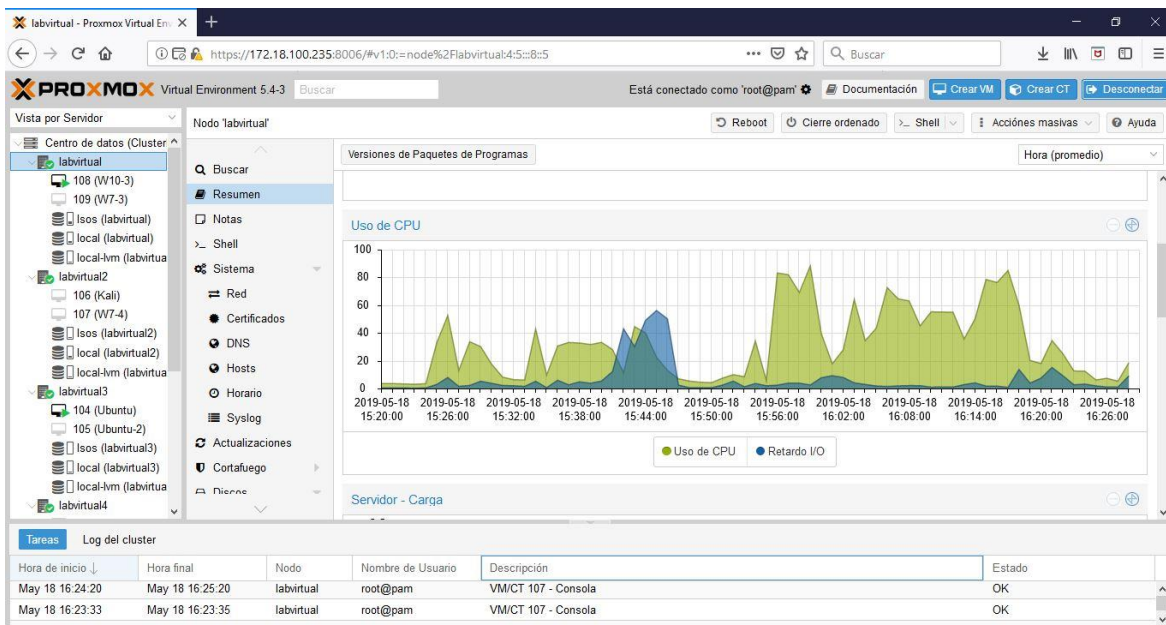 labvirtual - Proxmox Virtual En
https://172.18.100.235:8006/#v1:0:=node%2Flabvirtual:4:5:::8::5
Buscar
PROXMOX Virtual Environment 5.4-3 Buscar
Está conectado como 'root@pam' Documentación Crear VM Crear CT Desconectar
Vista por Servidor
Nodo 'labvirtual'
Reboot Cierre ordenado Shell Acciónes masivas Ayuda
Centro de datos (Cluster
labvirtual
108 (W10-3)
109 (W7-3)
Isos (labvirtual)
local (labvirtual)
local-lvm (labvirtua
labvirtual2
106 (Kali)
107 (W7-4)
Isos (labvirtual2)
local (labvirtual2)
local-lvm (labvirtua
labvirtual3
104 (Ubuntu)
105 (Ubuntu-2)
Isos (labvirtual3)
local (labvirtual3)
local-lvm (labvirtua
labvirtual4
Buscar
Resumen
Notas
Shell
Sistema
Red
Certificados
DNS
Hosts
Horario
Syslog
Actualizaciones
Cortafuego
Discos
Versiones de Paquetes de Programas
Hora (promedio)
Uso de CPU
100
80
60
40
20
0
2019-05-18 2019-05-18 2019-05-18 2019-05-18 2019-05-18 2019-05-18 2019-05-18 2019-05-18 2019-05-18 2019-05-18 2019-05-18 2019-05-18
15:20:00 15:26:00 15:32:00 15:38:00 15:44:00 15:50:00 15:56:00 16:02:00 16:08:00 16:14:00 16:20:00 16:26:00
Uso de CPU Retardo I/O
Servidor - Carga
Tareas Log del cluster
Hora de inicio Hora final Nodo Nombre de Usuario Descripción Estado
May 18 16:24:20 May 18 16:25:20 labvirtual root@pam VM/CT 107 - Consola OK
May 18 16:23:33 May 18 16:23:35 labvirtual root@pam VM/CT 107 - Consola OK